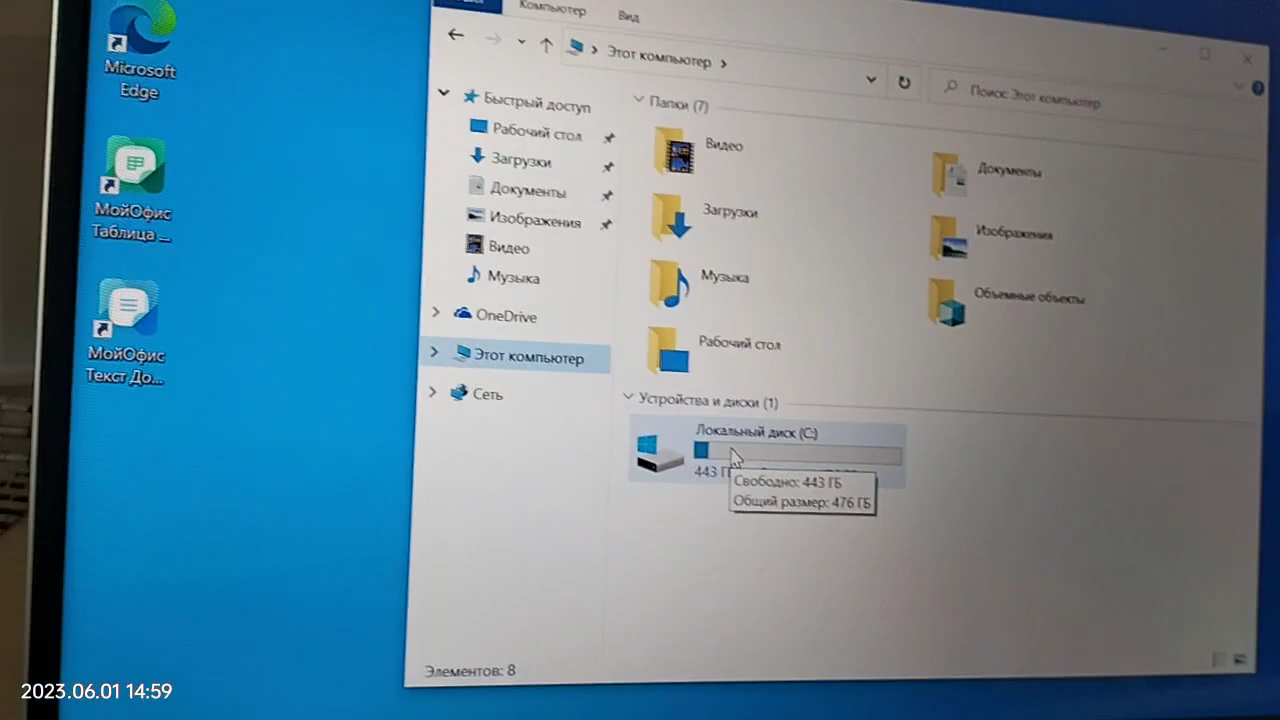 Microsoft
Edge
МойОфис
Таблица ...
МойОфис
Текст До...
Компьютер
Вид
Этот компьютер
Поиск: Этот компьютер
Быстрый доступ
Рабочий стол
Загрузки
Документы
Изображения
Видео
Музыка
OneDrive
Этот компьютер
Сеть
Папки (7)
Видео
Документы
Загрузки
Изображения
Музыка
Объемные объекты
Рабочий стол
Устройства и диски (1)
Локальный диск (C:)
443
Свободно: 443 ГБ
Общий размер: 476 ГБ
Элементов: 8
2023.06.01 14:59